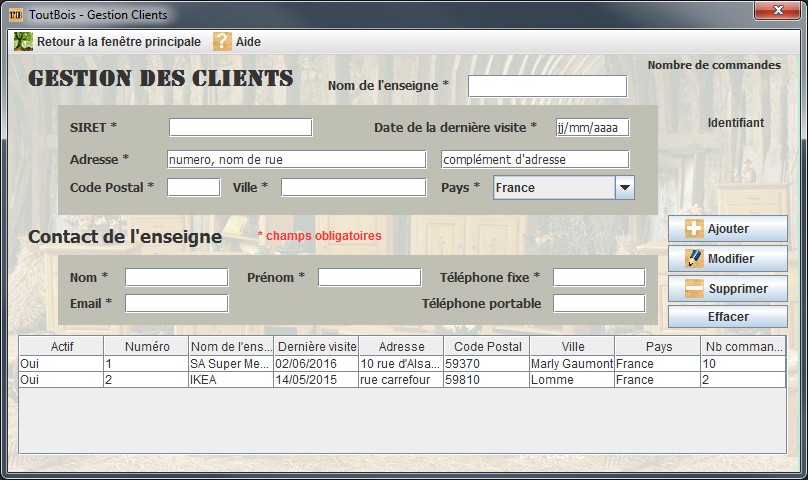 ToutBois - Gestion Clients
Retour à la fenêtre principale Aide
GESTION DES CLIENTS
Nom de l'enseigne *
Nombre de commandes
SIRET * Date de la dernière visite * jj/mm/aaaa
Identifiant
Adresse * numero, nom de rue complément d'adresse
Code Postal * Ville * Pays * France
Contact de l'enseigne * champs obligatoires
Ajouter
Modifier
Supprimer
Effacer
Nom * Prénom * Téléphone fixe *
Email * Téléphone portable
Actif Numéro Nom de l'ens... Dernière visite Adresse Code Postal Ville Pays Nb comman...
Oui 1 SA Super Me... 02/06/2016 10 rue d'Alsa... 59370 Marly Gaumont France 10
Oui 2 IKEA 14/05/2015 rue carrefour 59810 Lomme France 2